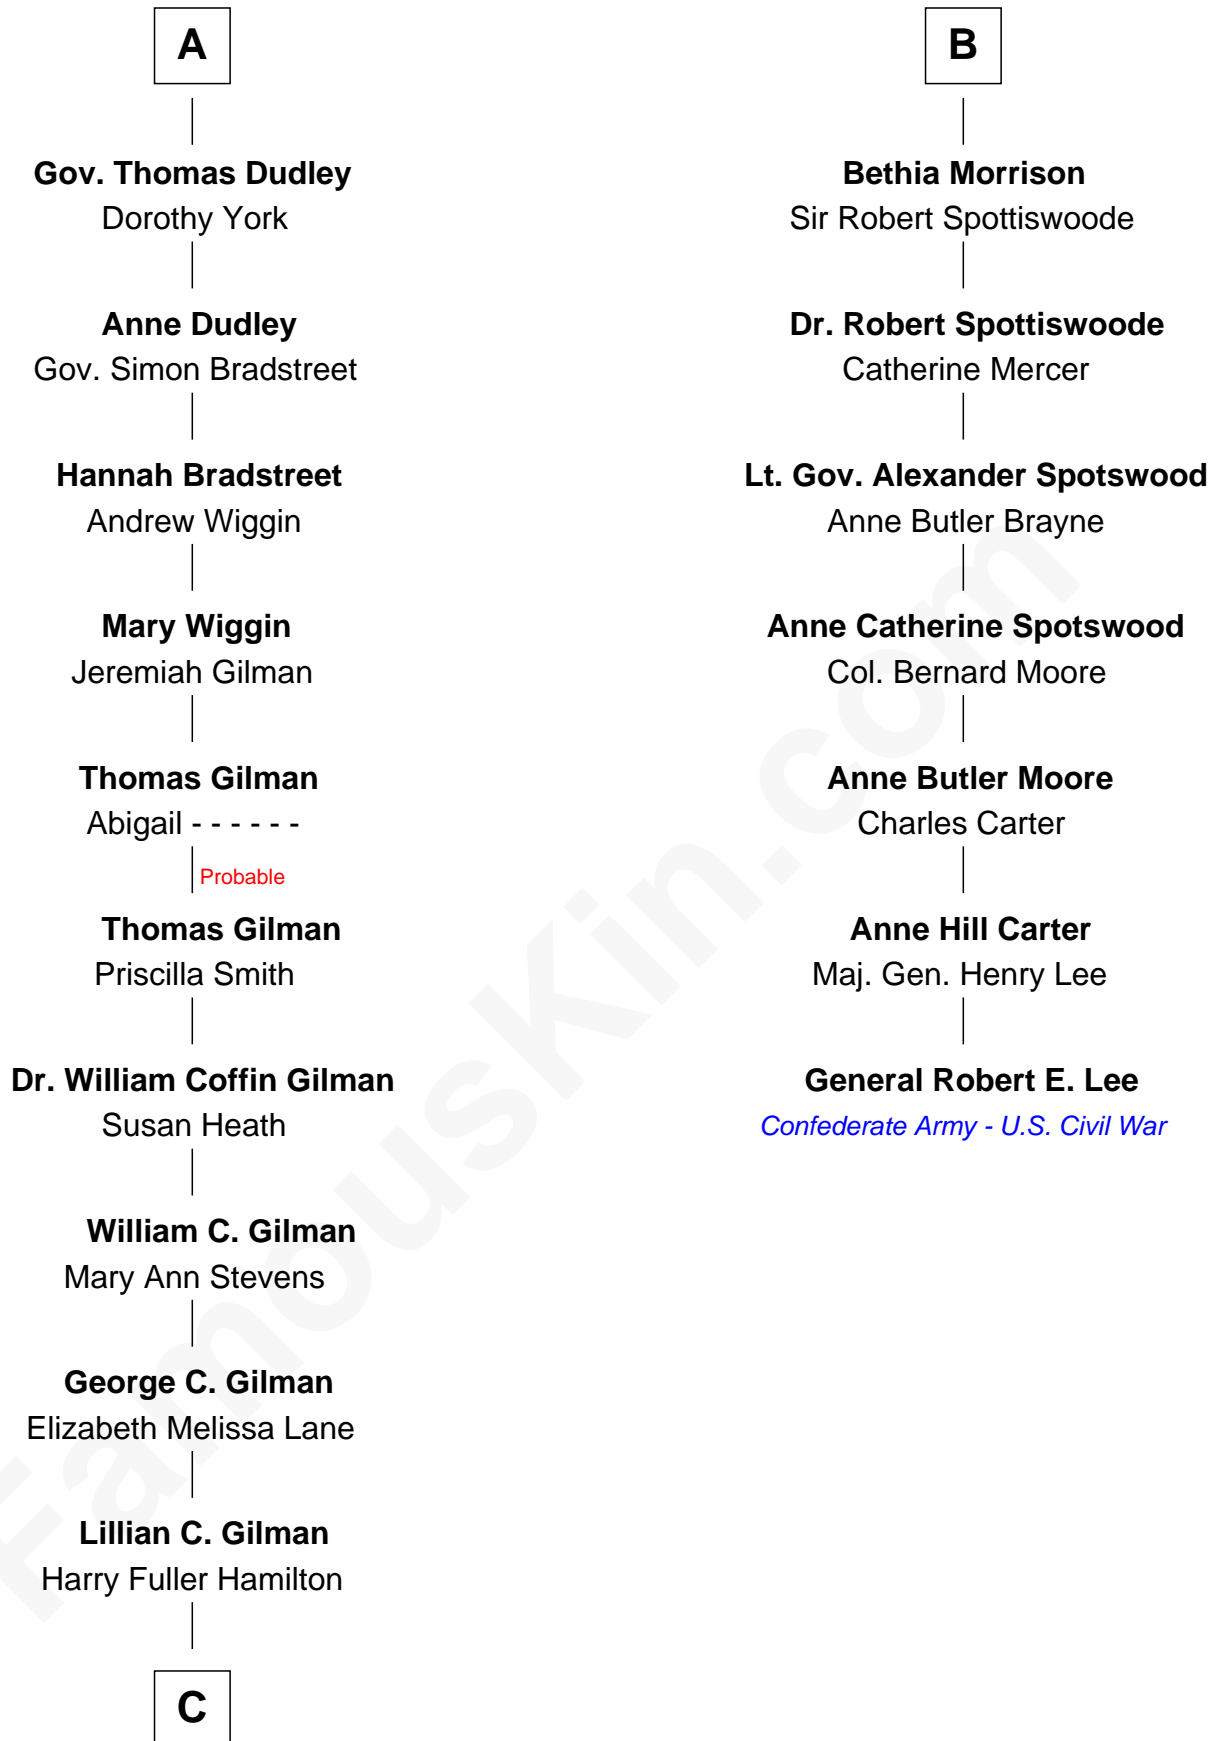 A
Gov. Thomas Dudley
Dorothy York
Anne Dudley
Gov. Simon Bradstreet
Hannah Bradstreet
Andrew Wiggin
Mary Wiggin
Jeremiah Gilman
Thomas Gilman
Abigail - - - - - -
Probable
Thomas Gilman
Priscilla Smith
Dr. William Coffin Gilman
Susan Heath
William C. Gilman
Mary Ann Stevens
George C. Gilman
Elizabeth Melissa Lane
Lillian C. Gilman
Harry Fuller Hamilton
C
B
Bethia Morrison
Sir Robert Spottiswoode
Dr. Robert Spottiswoode
Catherine Mercer
Lt. Gov. Alexander Spotswood
Anne Butler Brayne
Anne Catherine Spotswood
Col. Bernard Moore
Anne Butler Moore
Charles Carter
Anne Hill Carter
Maj. Gen. Henry Lee
General Robert E. Lee
Confederate Army - U.S. Civil War
FamousKin.com